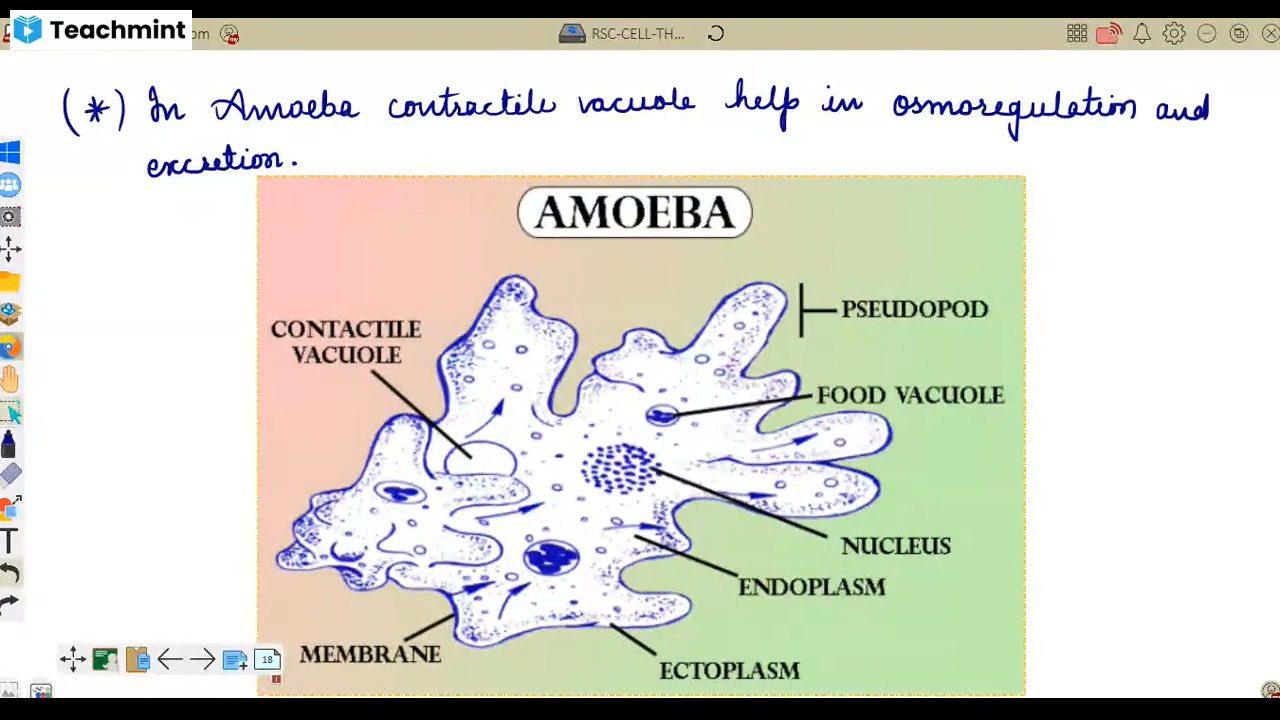 Teachmint
om
RSC-CELL-TH...
(*) In Amoeba contractile vacuole help in osmoregulation and
excretion.
AMOEBA
PSEUDOPOD
CONTACTILE
VACUOLE
FOOD VACUOLE
NUCLEUS
ENDOPLASM
MEMBRANE
ECTOPLASM
T
18